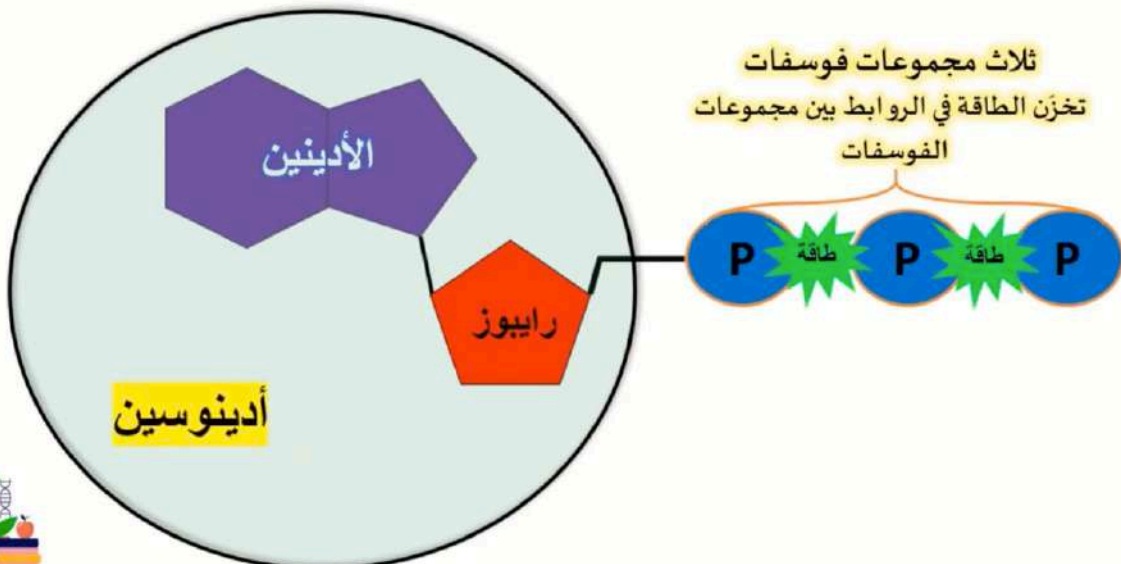 ثلاث مجموعات فوسفات
تخزَن الطاقة في الروابط بين مجموعات
الفوسفات
الأدينين
P طاقة P طاقة P
رايبوز
أدينوسين